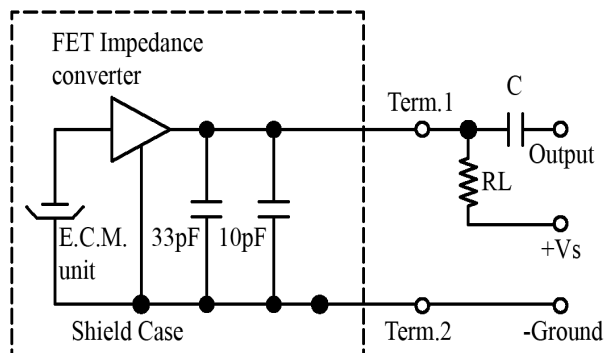 FET Impedance
converter
Term.1
C
Output
RL
+Vs
E.C.M.
unit
33pF
10pF
Shield Case
Term.2
-Ground